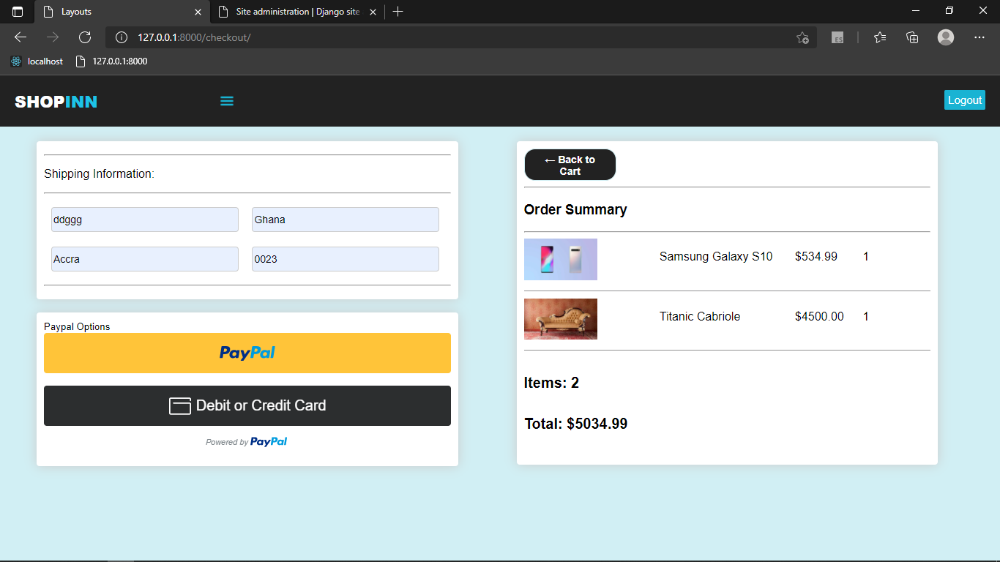 Layouts
Site administration | Django site
127.0.0.1:8000/checkout/
ES
localhost
127.0.0.1:8000
SHOPINN
Logout
Shipping Information:
ddggg
Ghana
Accra
0023
Paypal Options
PayPal
Debit or Credit Card
Powered by PayPal
← Back to
Cart
Order Summary
Samsung Galaxy S10 $534.99 1
Titanic Cabriole $4500.00 1
Items: 2
Total: $5034.99